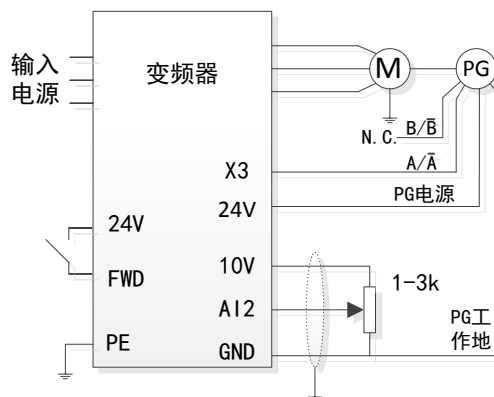 输入
电源
变频器
M
PG
B/B̄
N.C.
A/Ā
X3
24V
PG电源
24V
FWD
10V
1-3k
AI2
PG工
作地
PE
GND